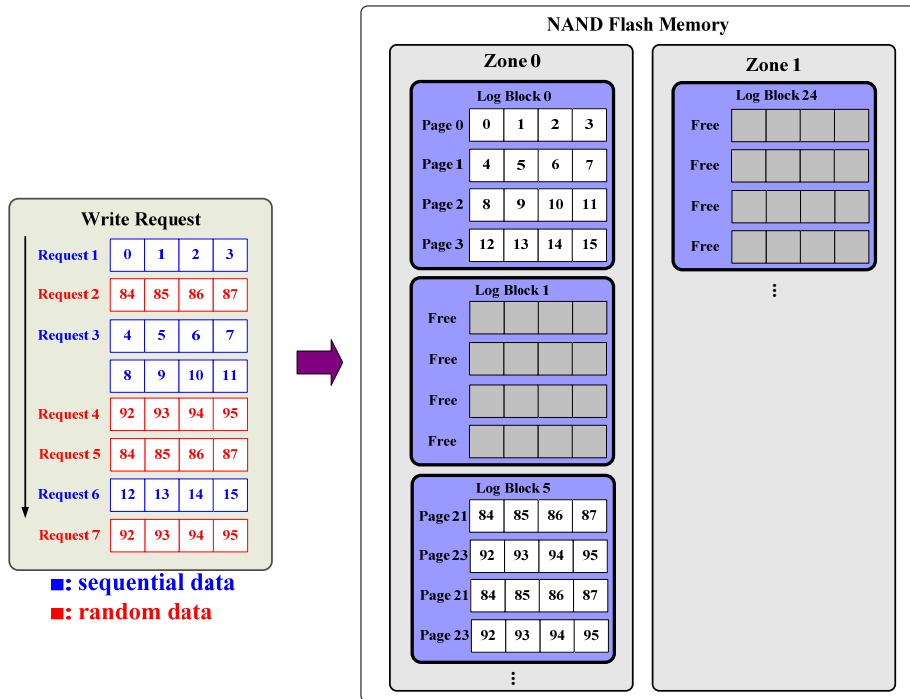 NAND Flash Memory
Zone 0
Log Block 0
Page 0 0 1 2 3
Page 1 4 5 6 7
Page 2 8 9 10 11
Page 3 12 13 14 15
Log Block 1
Free
Free
Free
Free
Log Block 5
Page 21 84 85 86 87
Page 23 92 93 94 95
Page 21 84 85 86 87
Page 23 92 93 94 95
⋮
Zone 1
Log Block 24
Free
Free
Free
Free
⋮
Write Request
Request 1 0 1 2 3
Request 2 84 85 86 87
Request 3 4 5 6 7
8 9 10 11
Request 4 92 93 94 95
Request 5 84 85 86 87
Request 6 12 13 14 15
Request 7 92 93 94 95
■: sequential data
■: random data